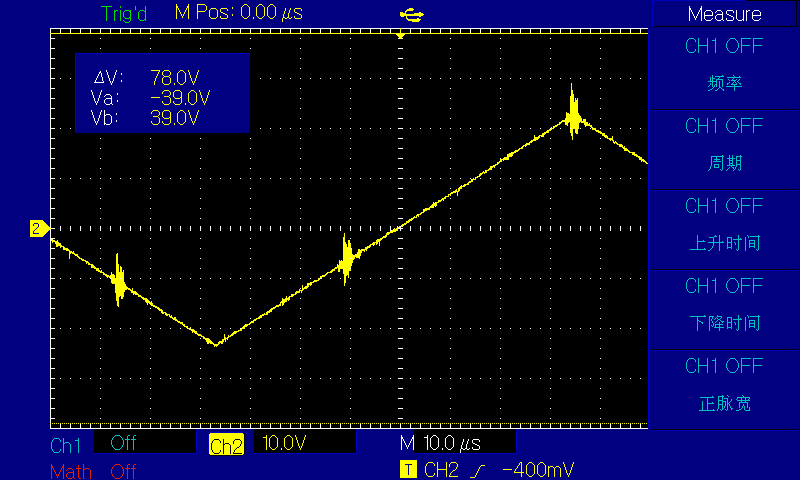 Trig'd M Pos: 0.00 μs
Measure
ΔV: 78.0V
Va: -39.0V
Vb: 39.0V
CH1 OFF
频率
CH1 OFF
周期
CH1 OFF
上升时间
CH1 OFF
下降时间
CH1 OFF
正脉宽
2
Ch1 Off Ch2 10.0V M 10.0 μs
Math Off T CH2 -400mV